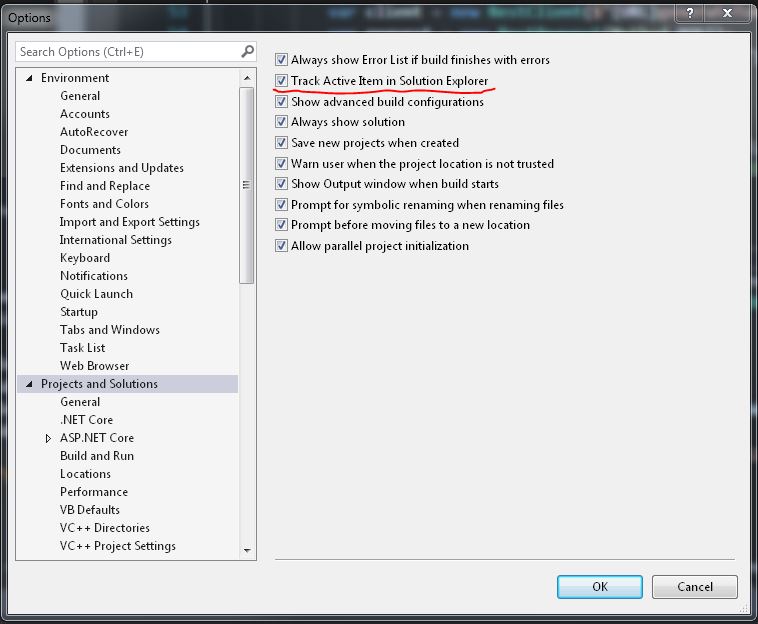 Options
Search Options (Ctrl+E)
Environment
General
Accounts
AutoRecover
Documents
Extensions and Updates
Find and Replace
Fonts and Colors
Import and Export Settings
International Settings
Keyboard
Notifications
Quick Launch
Startup
Tabs and Windows
Task List
Web Browser
Projects and Solutions
General
.NET Core
ASP.NET Core
Build and Run
Locations
Performance
VB Defaults
VC++ Directories
VC++ Project Settings
Always show Error List if build finishes with errors
Track Active Item in Solution Explorer
Show advanced build configurations
Always show solution
Save new projects when created
Warn user when the project location is not trusted
Show Output window when build starts
Prompt for symbolic renaming when renaming files
Prompt before moving files to a new location
Allow parallel project initialization
OK
Cancel